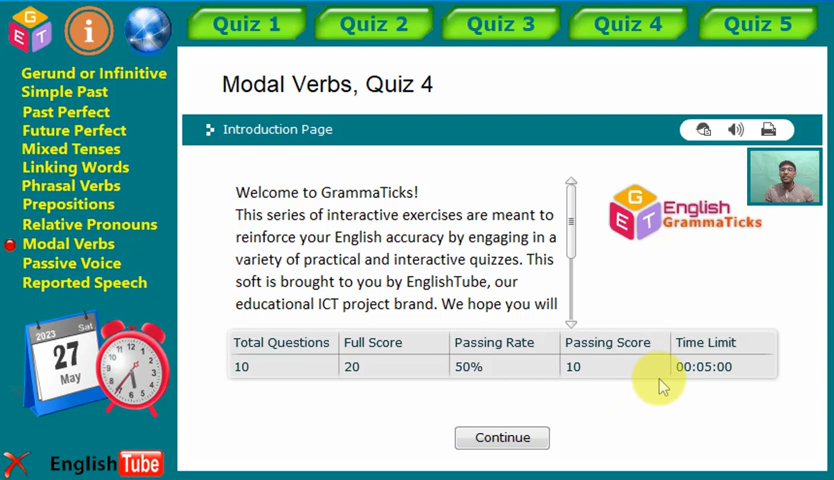 G
E T
i
Quiz 1 Quiz 2 Quiz 3 Quiz 4 Quiz 5
Gerund or Infinitive
Simple Past
Past Perfect
Future Perfect
Mixed Tenses
Linking Words
Phrasal Verbs
Prepositions
Relative Pronouns
Modal Verbs
Passive Voice
Reported Speech
2023 Sat
27
May
EnglishTube
Modal Verbs, Quiz 4
Introduction Page
Welcome to GrammaTicks!
This series of interactive exercises are meant to
reinforce your English accuracy by engaging in a
variety of practical and interactive quizzes. This
soft is brought to you by EnglishTube, our
educational ICT project brand. We hope you will
G
E T
English
GrammaTicks
Total Questions Full Score Passing Rate Passing Score Time Limit
10 20 50% 10 00:05:00
Continue